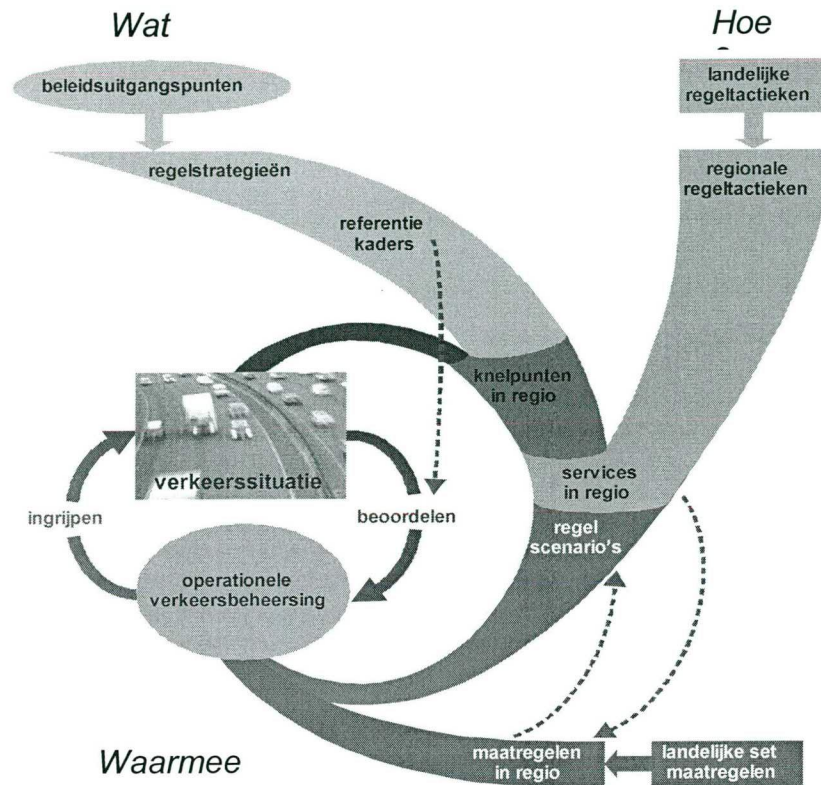 Wat
Hoe
beleidsuitgangspunten
landelijke
regeltactieken
regelstrategieën
regionale
regeltactieken
referentie
kaders
knelpunten
in regio
verkeerssituatie
services
in regio
ingrijpen
beoordelen
regel
scenario's
operationele
verkeersbeheersing
Waarmee
maatregelen
in regio
landelijke set
maatregelen